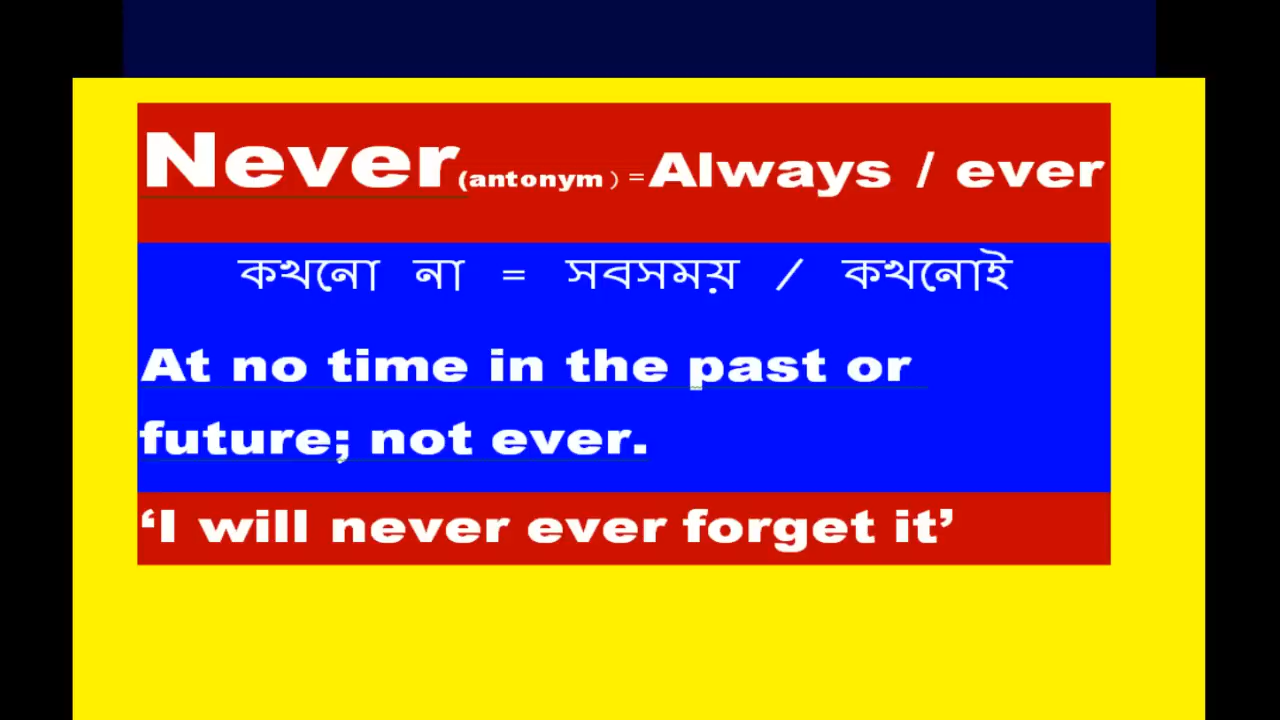 Never(antonym ) =Always / ever
কখনো না = সবসময় / কখনোই
At no time in the past or
future; not ever.
‘I will never ever forget it’